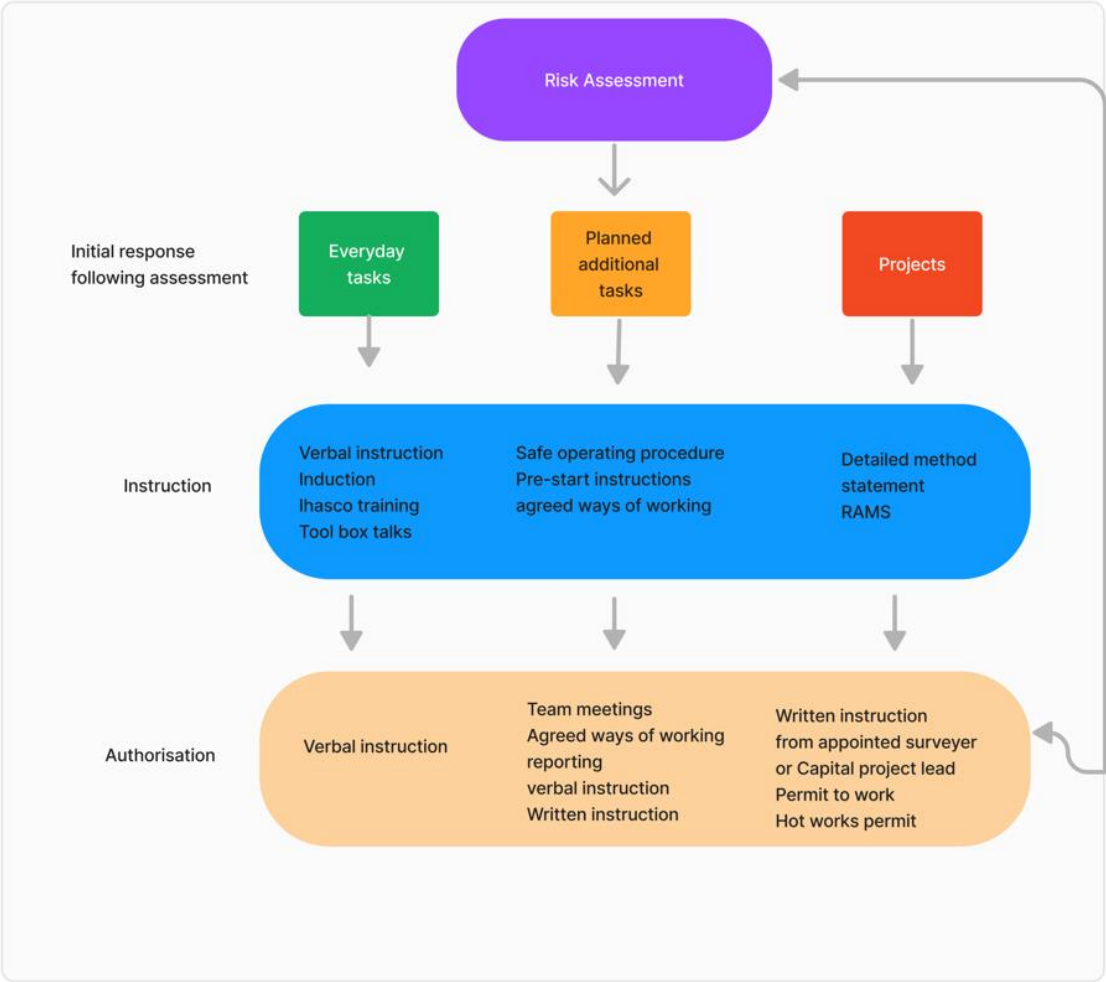 Risk Assessment
Initial response
following assessment
Everyday
tasks
Planned
additional
tasks
Projects
Instruction
Verbal instruction
Induction
Ihasco training
Tool box talks
Safe operating procedure
Pre-start instructions
agreed ways of working
Detailed method
statement
RAMS
Authorisation
Verbal instruction
Team meetings
Agreed ways of working
reporting
verbal instruction
Written instruction
Written instruction
from appointed surveyer
or Capital project lead
Permit to work
Hot works permit